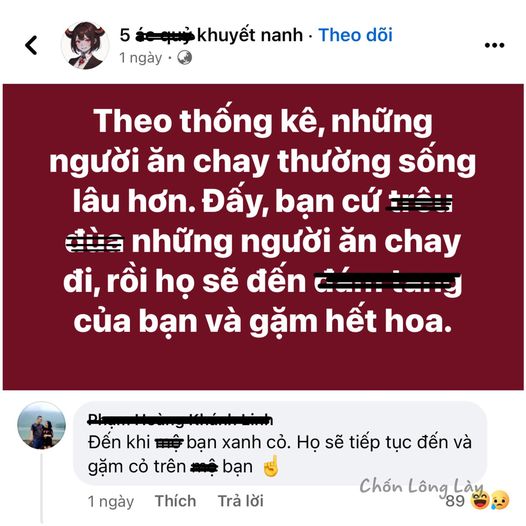 5 ác quỷ khuyết nanh · Theo dõi
1 ngày ·
Theo thống kê, những
người ăn chay thường sống
lâu hơn. Đấy, bạn cứ trêu
đùa những người ăn chay
đi, rồi họ sẽ đến đám tang
của bạn và gặm hết hoa.
Phạm Hoàng Khánh Linh
Đến khi mộ bạn xanh cỏ. Họ sẽ tiếp tục đến và
gặm cỏ trên mộ bạn ☝️
Chốn Lông Lày
1 ngày Thích Trả lời 89 😆😢